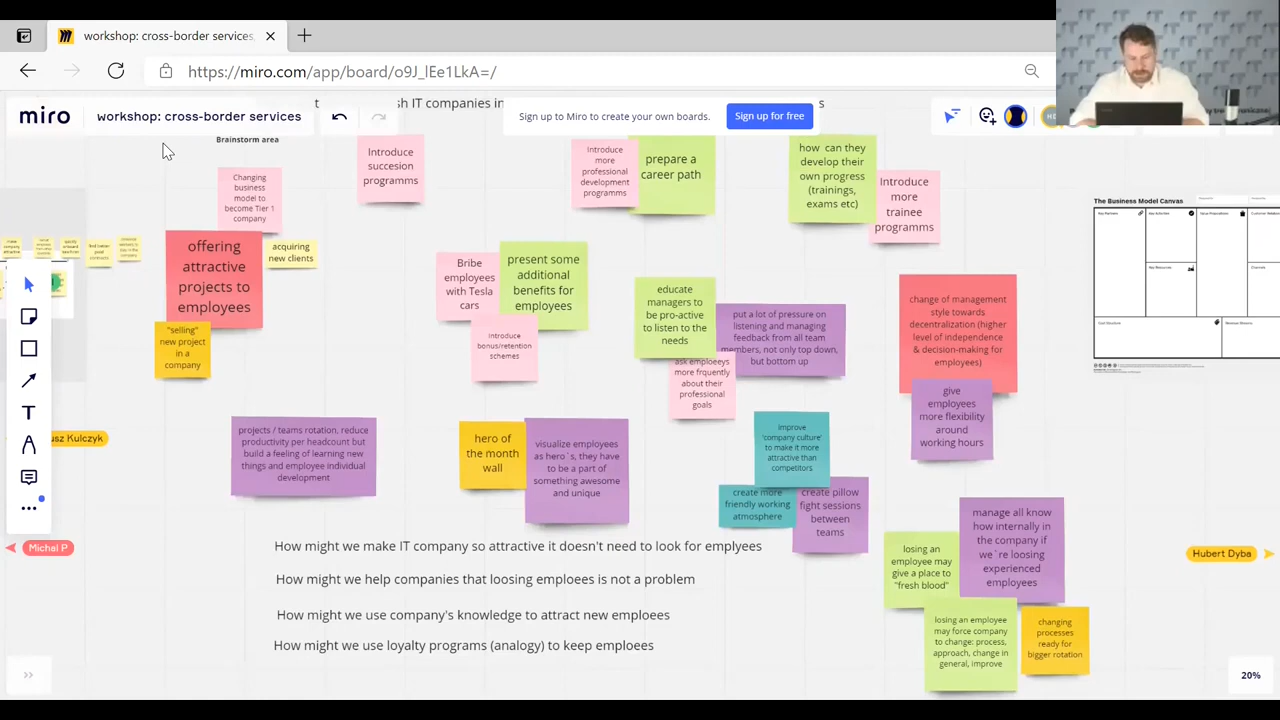 workshop: cross-border services,
https://miro.com/app/board/o9J_lEe1LkA=/
sh IT companies in
miro
workshop: cross-border services
Sign up to Miro to create your own boards.
Sign up for free
Brainstorm area
Changing
business
model to
become Tier 1
company
Introduce
succesion
programms
Introduce
more
professional
development
programms
prepare a
career path
how can they
develop their
own progress
(trainings,
exams etc)
Introduce
more
trainee
programms
The Business Model Canvas
offering
attractive
projects to
employees
acquiring
new clients
"selling"
new project
in a
company
Bribe
employees
with Tesla
cars
present some
additional
benefits for
employees
Introduce
bonus/retention
schemes
educate
managers to
be pro-active
to listen to the
needs
put a lot of pressure on
listening and managing
feedback from all team
members, not only top down,
but bottom up
ask emploeeys
more frquently
about their
professional
goals
change of management
style towards
decentralization (higher
level of independence
& decision-making for
employees)
give
employees
more flexibility
around
working hours
projects / teams rotation, reduce
productivity per headcount but
build a feeling of learning new
things and employee individual
development
hero of
the month
wall
visualize employees
as hero`s, they have
to be a part of
something awesome
and unique
Improve
'company culture'
to make it more
attractive than
competitors
create more
friendly working
atmosphere
create pillow
fight sessions
between
teams
losing an
employee may
give a place to
"fresh blood"
manage all know
how internally in
the company if
we`re loosing
experienced
employees
losing an employee
may force company
to change: process,
approach, change in
general, improve
changing
processes
ready for
bigger rotation
How might we make IT company so attractive it doesn't need to look for emplyees
How might we help companies that loosing emploees is not a problem
How might we use company's knowledge to attract new emploees
How might we use loyalty programs (analogy) to keep emploees
usz Kulczyk
Michal P
Hubert Dyba
20%